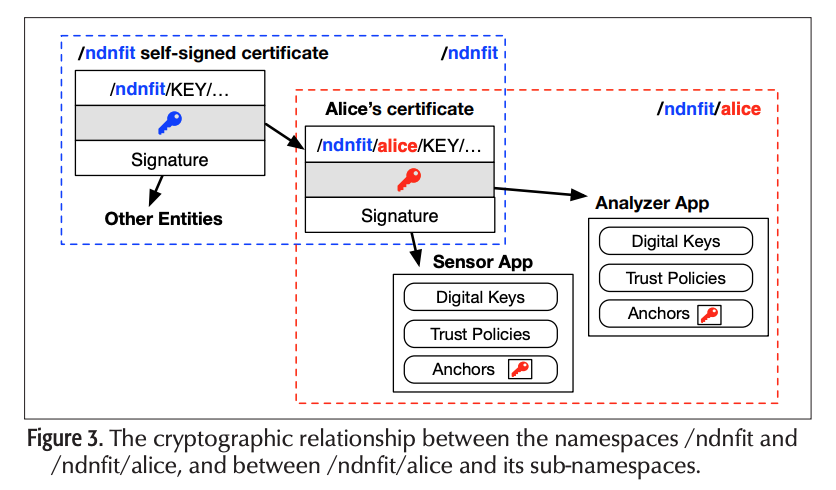 /ndnfit self-signed certificate
/ndnfit
/ndnfit/KEY/...
Signature
Other Entities
Alice's certificate
/ndnfit/alice
/ndnfit/alice/KEY/...
Signature
Analyzer App
Digital Keys
Trust Policies
Anchors
Sensor App
Digital Keys
Trust Policies
Anchors
Figure 3. The cryptographic relationship between the namespaces /ndnfit and
/ndnfit/alice, and between /ndnfit/alice and its sub-namespaces.